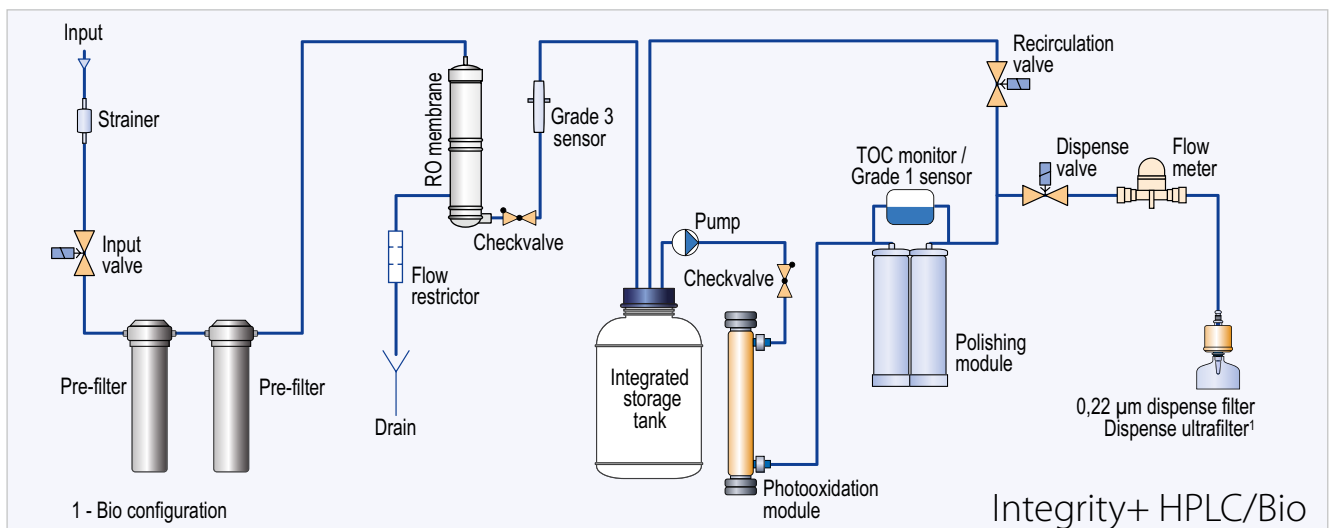 Input
Strainer
Input
valve
Pre-filter
Pre-filter
RO membrane
Checkvalve
Grade 3
sensor
Flow
restrictor
Drain
Integrated
storage
tank
Pump
Checkvalve
Photooxidation
module
TOC monitor /
Grade 1 sensor
Polishing
module
Recirculation
valve
Dispense
valve
Flow
meter
0,22 µm dispense filter
Dispense ultrafilter¹
1 - Bio configuration
Integrity+ HPLC/Bio